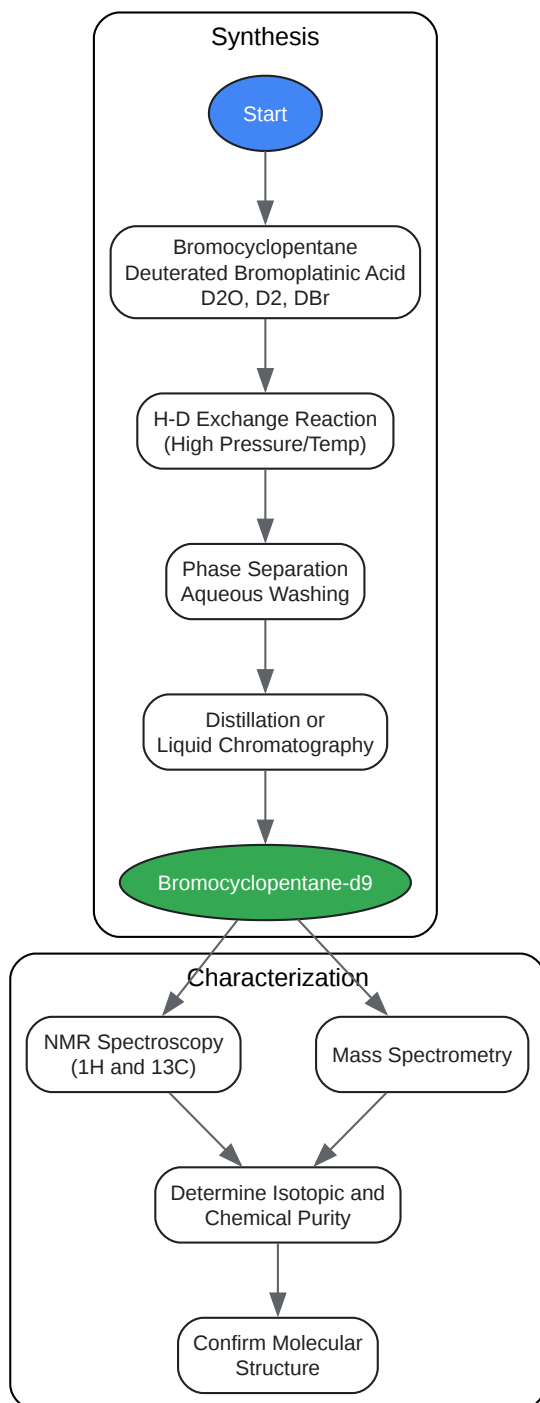 Synthesis
Start
Bromocyclopentane
Deuterated Bromoplatinic Acid
D2O, D2, DBr
H-D Exchange Reaction
(High Pressure/Temp)
Phase Separation
Aqueous Washing
Distillation or
Liquid Chromatography
Bromocyclopentane-d9
Characterization
NMR Spectroscopy
(1H and 13C)
Mass Spectrometry
Determine Isotopic and
Chemical Purity
Confirm Molecular
Structure